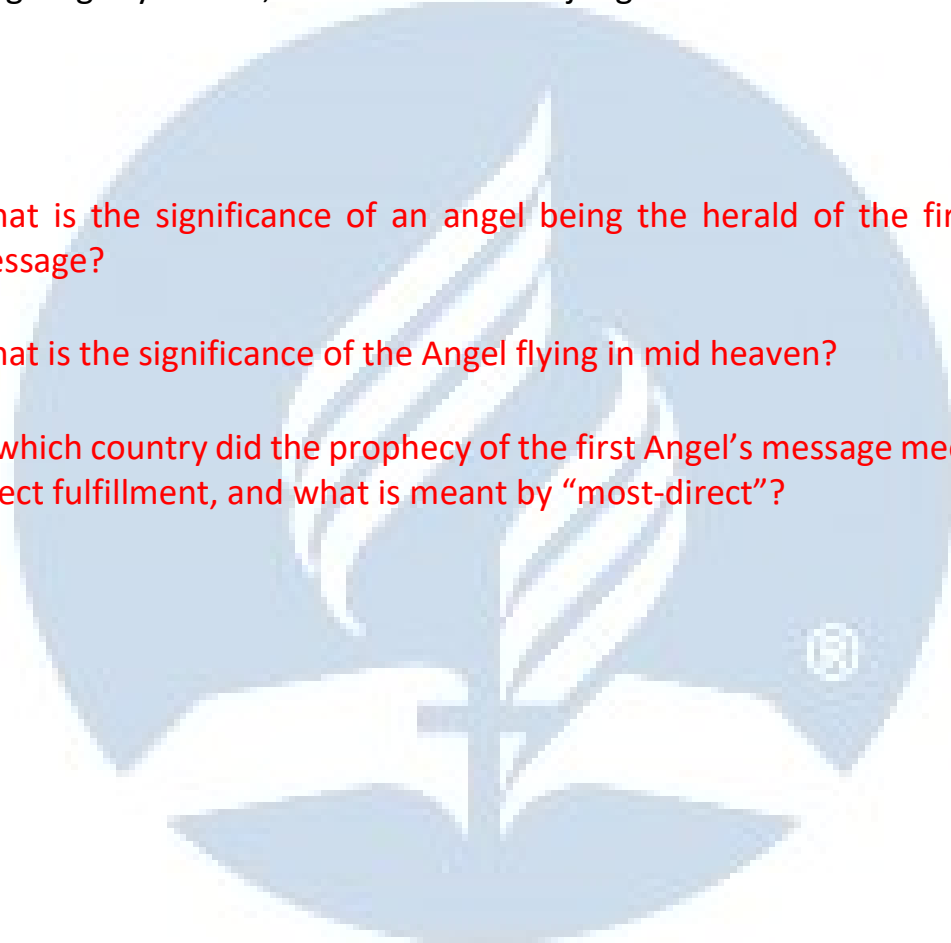 hat is the significance of an angel being the herald of the fir
essage?
hat is the significance of the Angel flying in mid heaven?
which country did the prophecy of the first Angel’s message mee
ect fulfillment, and what is meant by “most-direct”?
®